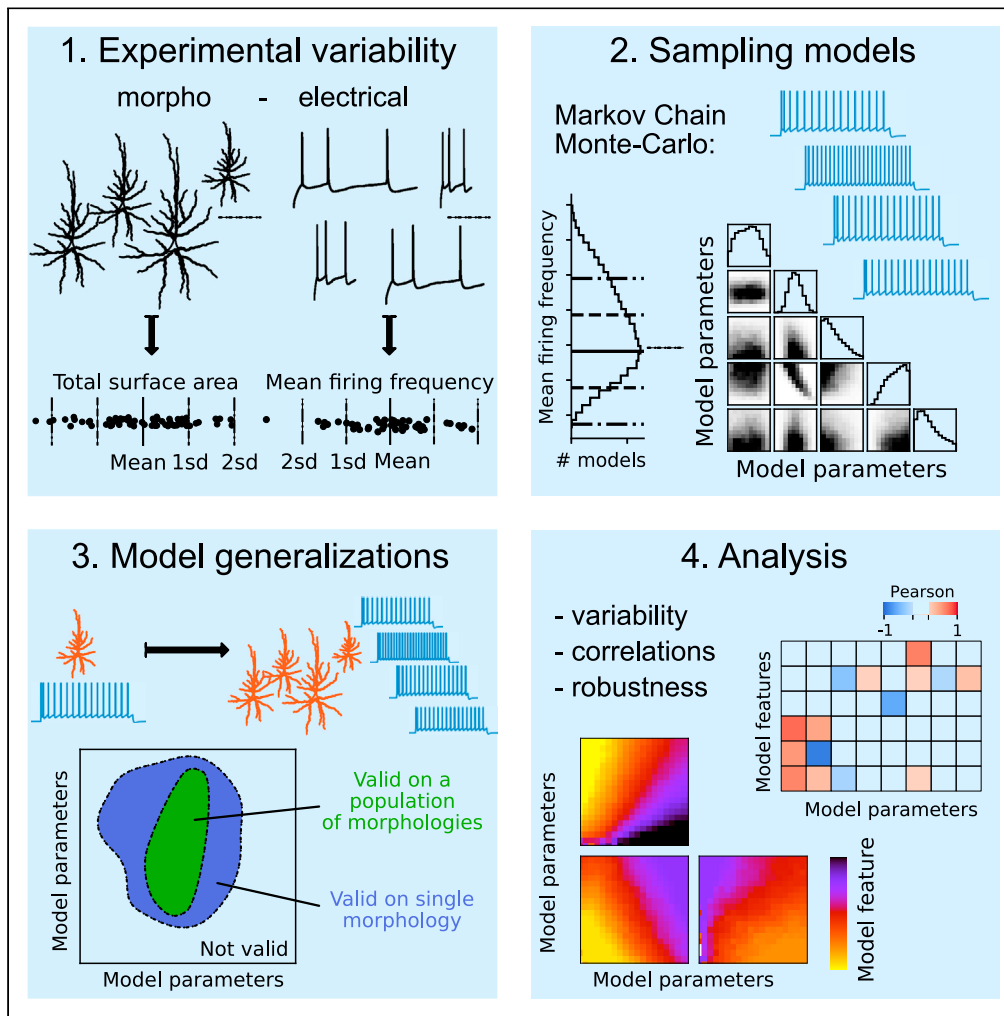 1. Experimental variability
morpho - electrical
Total surface area
Mean firing frequency
Mean 1sd 2sd
2sd 1sd Mean
2. Sampling models
Markov Chain
Monte-Carlo:
Mean firing frequency
# models
Model parameters
Model parameters
3. Model generalizations
Model parameters
Valid on a
population
of morphologies
Valid on single
morphology
Not valid
Model parameters
4. Analysis
- variability
- correlations
- robustness
Pearson
-1 1
Model features
Model parameters
Model parameters
Model feature
Model parameters